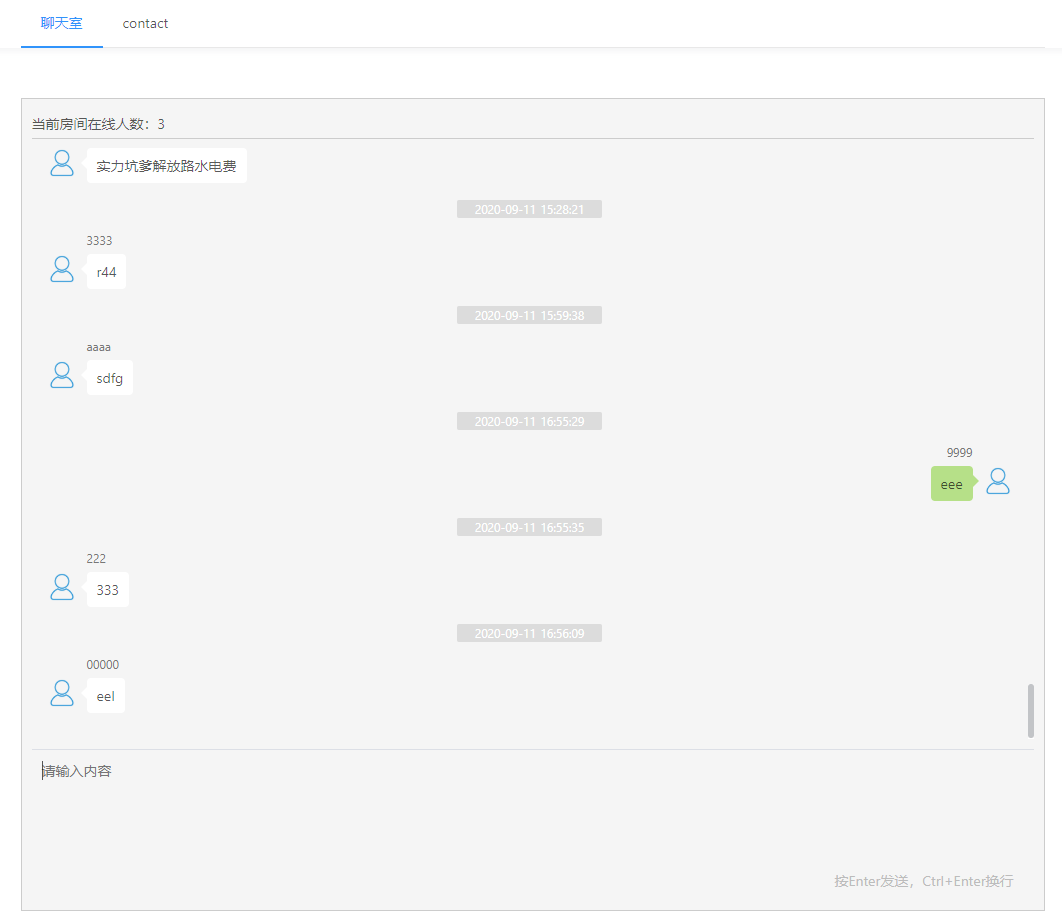 聊天室 contact
当前房间在线人数：3
实力坑爹解放路水电费
2020-09-11 15:28:21
3333
r44
2020-09-11 15:59:38
aaaa
sdfg
2020-09-11 16:55:29
9999
eee
2020-09-11 16:55:35
222
333
2020-09-11 16:56:09
00000
eel
请输入内容
按Enter发送，Ctrl+Enter换行